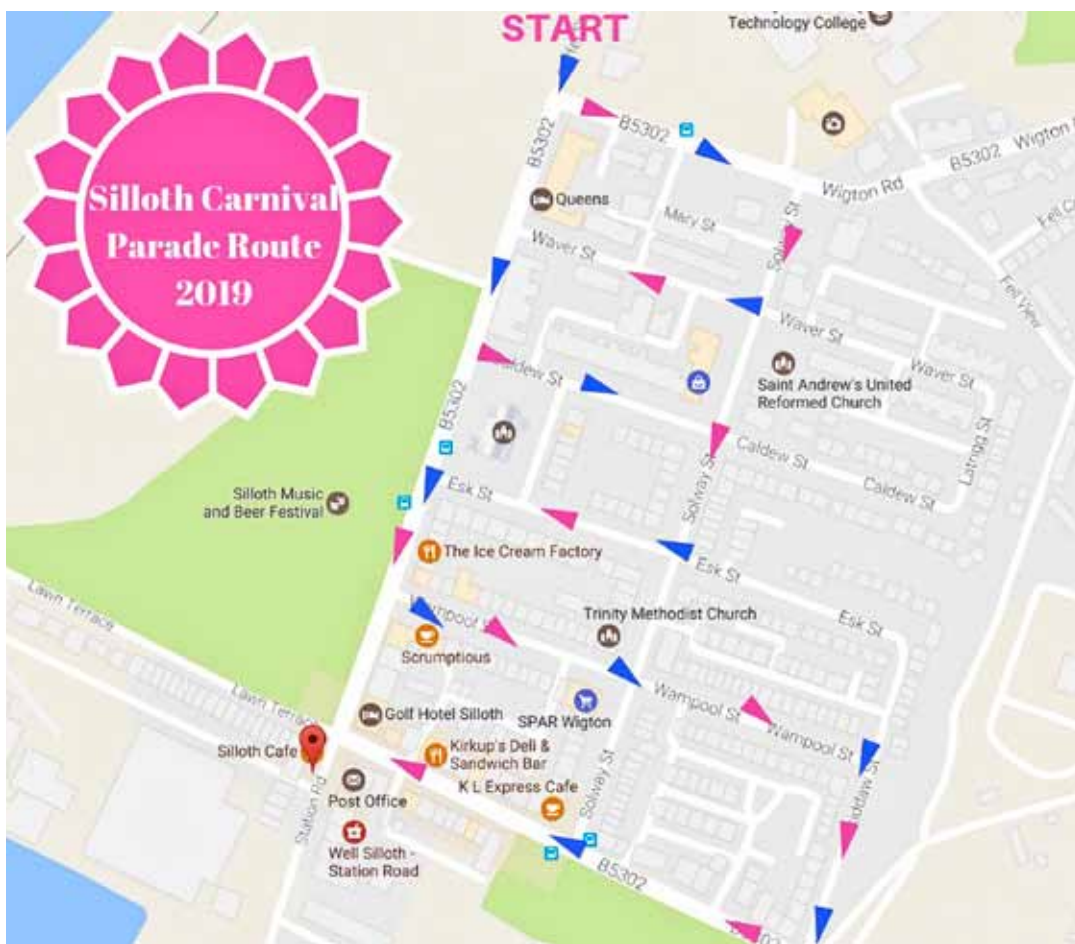 START
Technology College
Silloth Carnival
Parade Route
2019
B5302
B5302
B5302
Wigton
Wigton Rd
Queens
Mary St
Solway St
Fell View
Waver St
Waver St
Waver St
Saint Andrew's United
Reformed Church
Caldew St
B5302
Latrigg St
Caldew St
Caldew St
Solway St
Silloth Music
and Beer Festival
Esk St
Esk St
Esk St
The Ice Cream Factory
Lawn Terrace
Wampool
Trinity Methodist Church
Scrumptious
Wampool St
Wampool St
Lawn Terrace
Golf Hotel Silloth
SPAR Wigton
Silloth Cafe
Kirkup's Deli &
Sandwich Bar
K L Express Cafe
Solway St
Post Office
Station Rd
Well Silloth -
Station Road
B5302